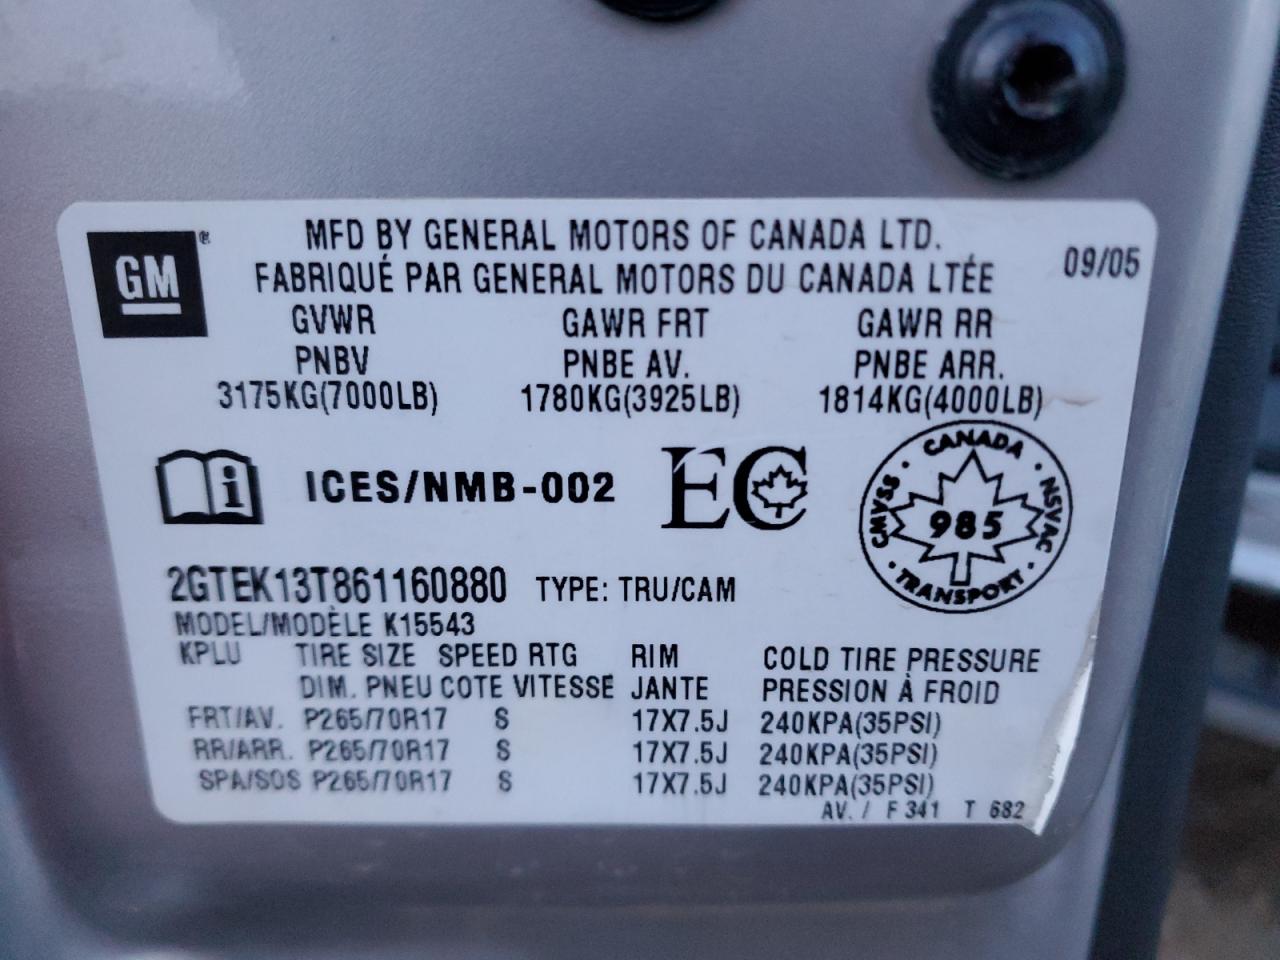 GM®
MFD BY GENERAL MOTORS OF CANADA LTD.
FABRIQUÉ PAR GENERAL MOTORS DU CANADA LTÉE
09/05
GVWR GAWR FRT GAWR RR
PNBV PNBE AV. PNBE ARR.
3175KG(7000LB) 1780KG(3925LB) 1814KG(4000LB)
i ICES/NMB-002 EC
CANADA
CMVSS · 985 · NSVAC
· TRANSPORT ·
2GTEK13T861160880 TYPE: TRU/CAM
MODEL/MODÈLE K15543
KPLU TIRE SIZE SPEED RTG RIM COLD TIRE PRESSURE
DIM. PNEU COTE VITESSE JANTE PRESSION À FROID
FRT/AV. P265/70R17 S 17X7.5J 240KPA(35PSI)
RR/ARR. P265/70R17 S 17X7.5J 240KPA(35PSI)
SPA/SOS P265/70R17 S 17X7.5J 240KPA(35PSI)
AV. / F 341 T 682